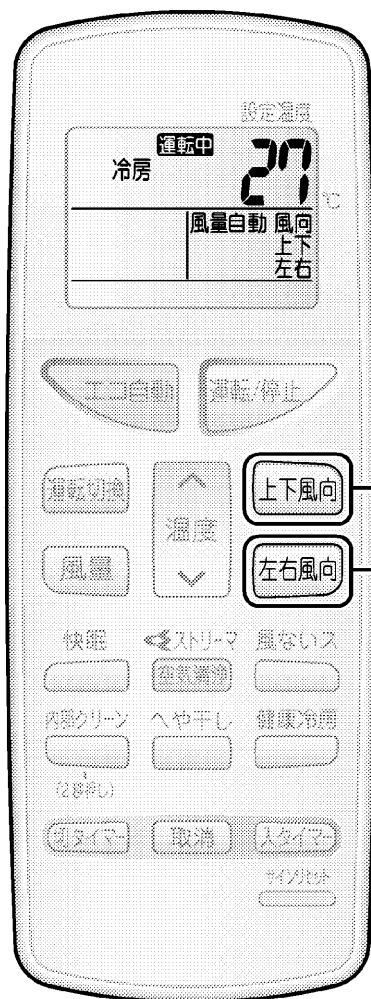 設定温度
運転中
冷房 27 ℃
風量自動 風向
上下
左右
エコ自動 運転/停止
運転切換 上下風向
温度
風量 左右風向
快眠 ストリーマ 風ないス
空気清浄
内部クリーン へや干し 健康冷房
(2秒押し)
切タイマー 取消 入タイマー
サインリセット